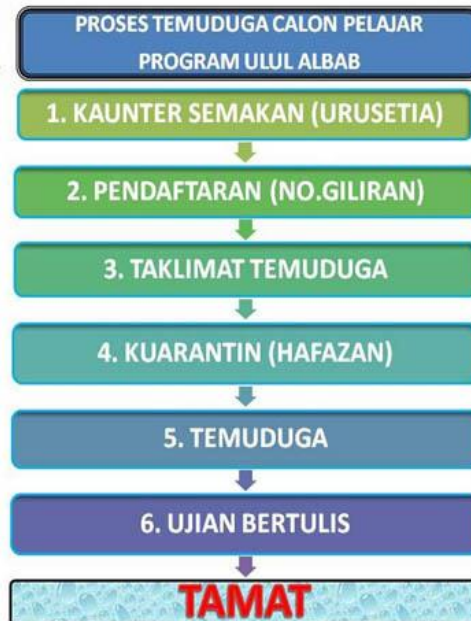 PROSES TEMUDUGA CALON PELAJAR
PROGRAM ULUL ALBAB
1. KAUNTER SEMAKAN (URUSETIA)
2. PENDAFTARAN (NO.GILIRAN)
3. TAKLIMAT TEMUDUGA
4. KUARANTIN (HAFAZAN)
5. TEMUDUGA
6. UJIAN BERTULIS
TAMAT